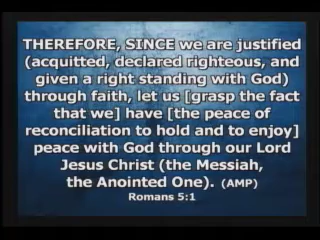 THEREFORE, SINCE we are justified
(acquitted, declared righteous, and
given a right standing with God)
through faith, let us [grasp the fact
that we] have [the peace of
reconciliation to hold and to enjoy]
peace with God through our Lord
Jesus Christ (the Messiah,
the Anointed One). (AMP)
Romans 5:1